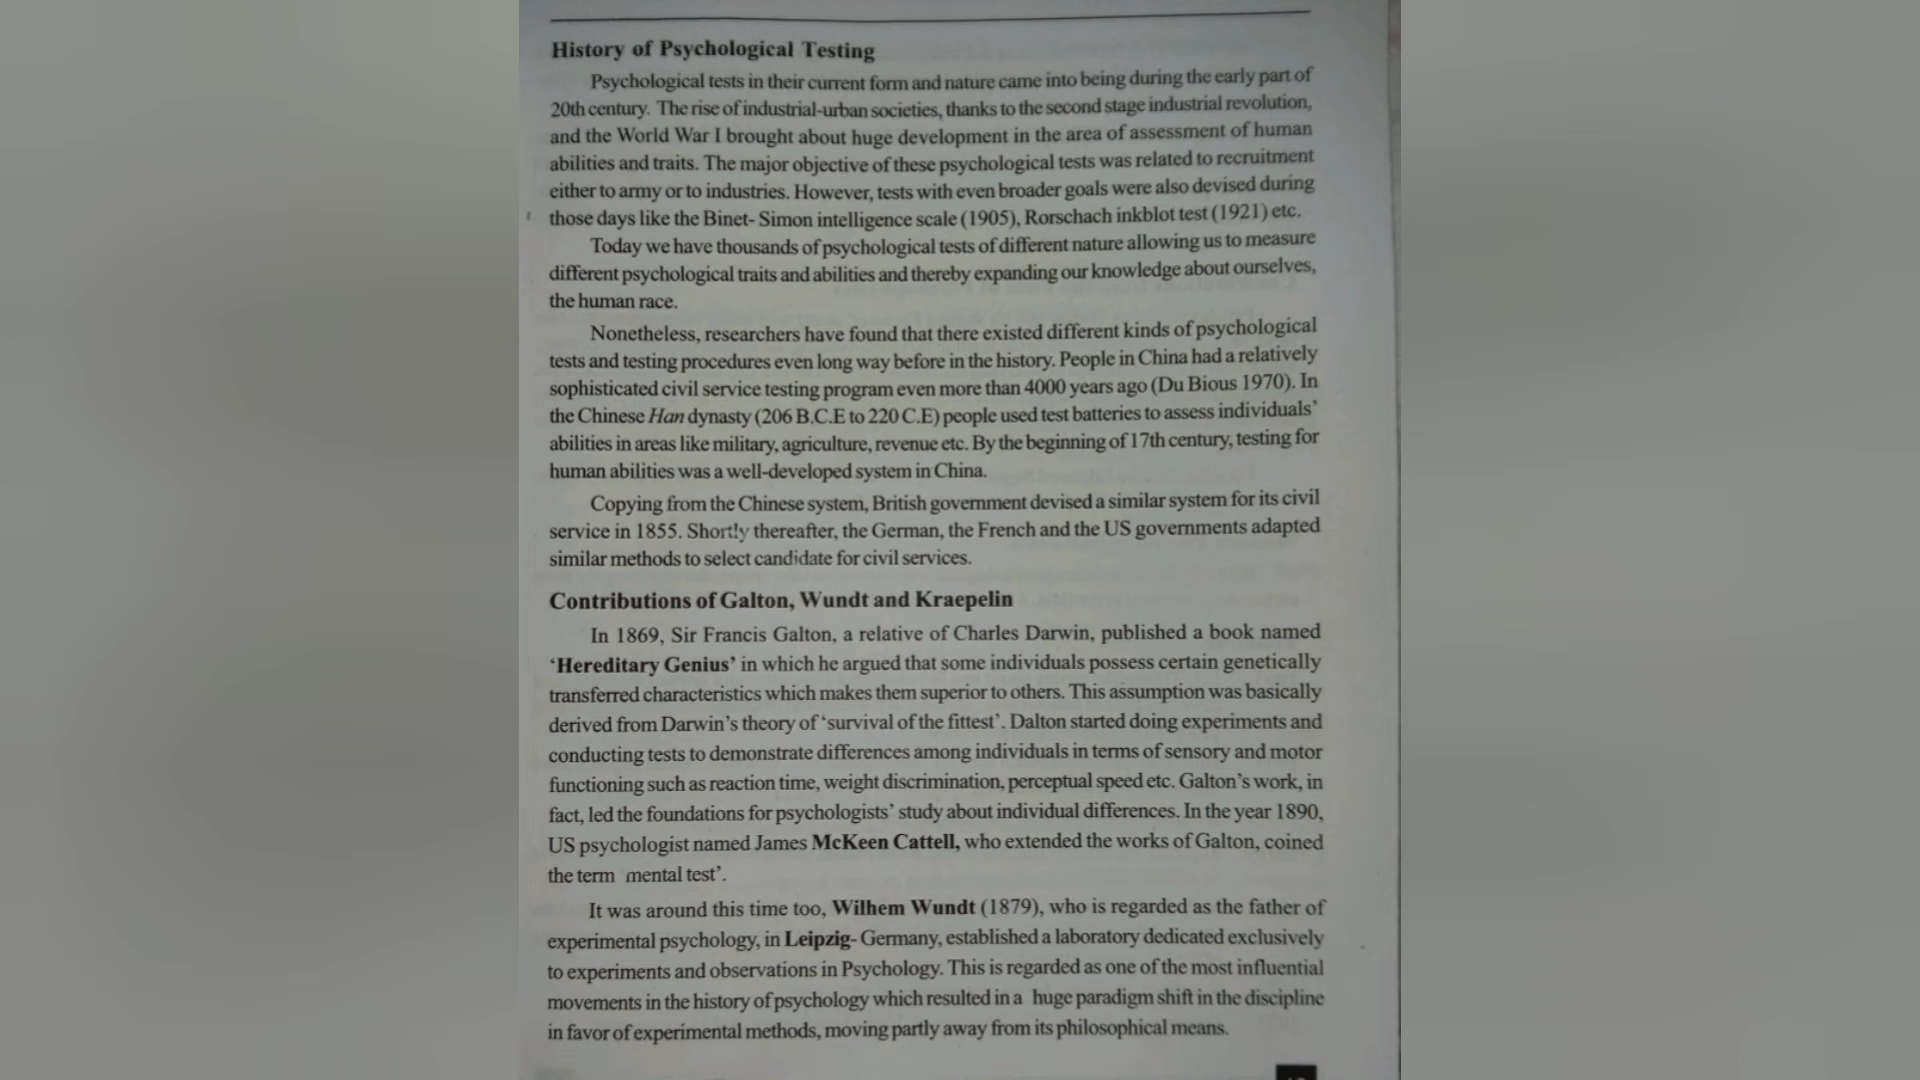 History of Psychological Testing
Psychological tests in their current form and nature came into being during the early part of
20th century. The rise of industrial-urban societies, thanks to the second stage industrial revolution,
and the World War I brought about huge development in the area of assessment of human
abilities and traits. The major objective of these psychological tests was related to recruitment
either to army or to industries. However, tests with even broader goals were also devised during
those days like the Binet- Simon intelligence scale (1905), Rorschach inkblot test (1921) etc.
Today we have thousands of psychological tests of different nature allowing us to measure
different psychological traits and abilities and thereby expanding our knowledge about ourselves,
the human race.
Nonetheless, researchers have found that there existed different kinds of psychological
tests and testing procedures even long way before in the history. People in China had a relatively
sophisticated civil service testing program even more than 4000 years ago (Du Bious 1970). In
the Chinese Han dynasty (206 B.C.E to 220 C.E) people used test batteries to assess individuals'
abilities in areas like military, agriculture, revenue etc. By the beginning of 17th century, testing for
human abilities was a well-developed system in China.
Copying from the Chinese system, British government devised a similar system for its civil
service in 1855. Shortly thereafter, the German, the French and the US governments adapted
similar methods to select candidate for civil services.
Contributions of Galton, Wundt and Kraepelin
In 1869, Sir Francis Galton, a relative of Charles Darwin, published a book named
'Hereditary Genius' in which he argued that some individuals possess certain genetically
transferred characteristics which makes them superior to others. This assumption was basically
derived from Darwin's theory of 'survival of the fittest'. Dalton started doing experiments and
conducting tests to demonstrate differences among individuals in terms of sensory and motor
functioning such as reaction time, weight discrimination, perceptual speed etc. Galton's work, in
fact, led the foundations for psychologists' study about individual differences. In the year 1890,
US psychologist named James McKeen Cattell, who extended the works of Galton, coined
the term mental test'.
It was around this time too, Wilhem Wundt (1879), who is regarded as the father of
experimental psychology, in Leipzig- Germany, established a laboratory dedicated exclusively
to experiments and observations in Psychology. This is regarded as one of the most influential
movements in the history of psychology which resulted in a huge paradigm shift in the discipline
in favor of experimental methods, moving partly away from its philosophical means.